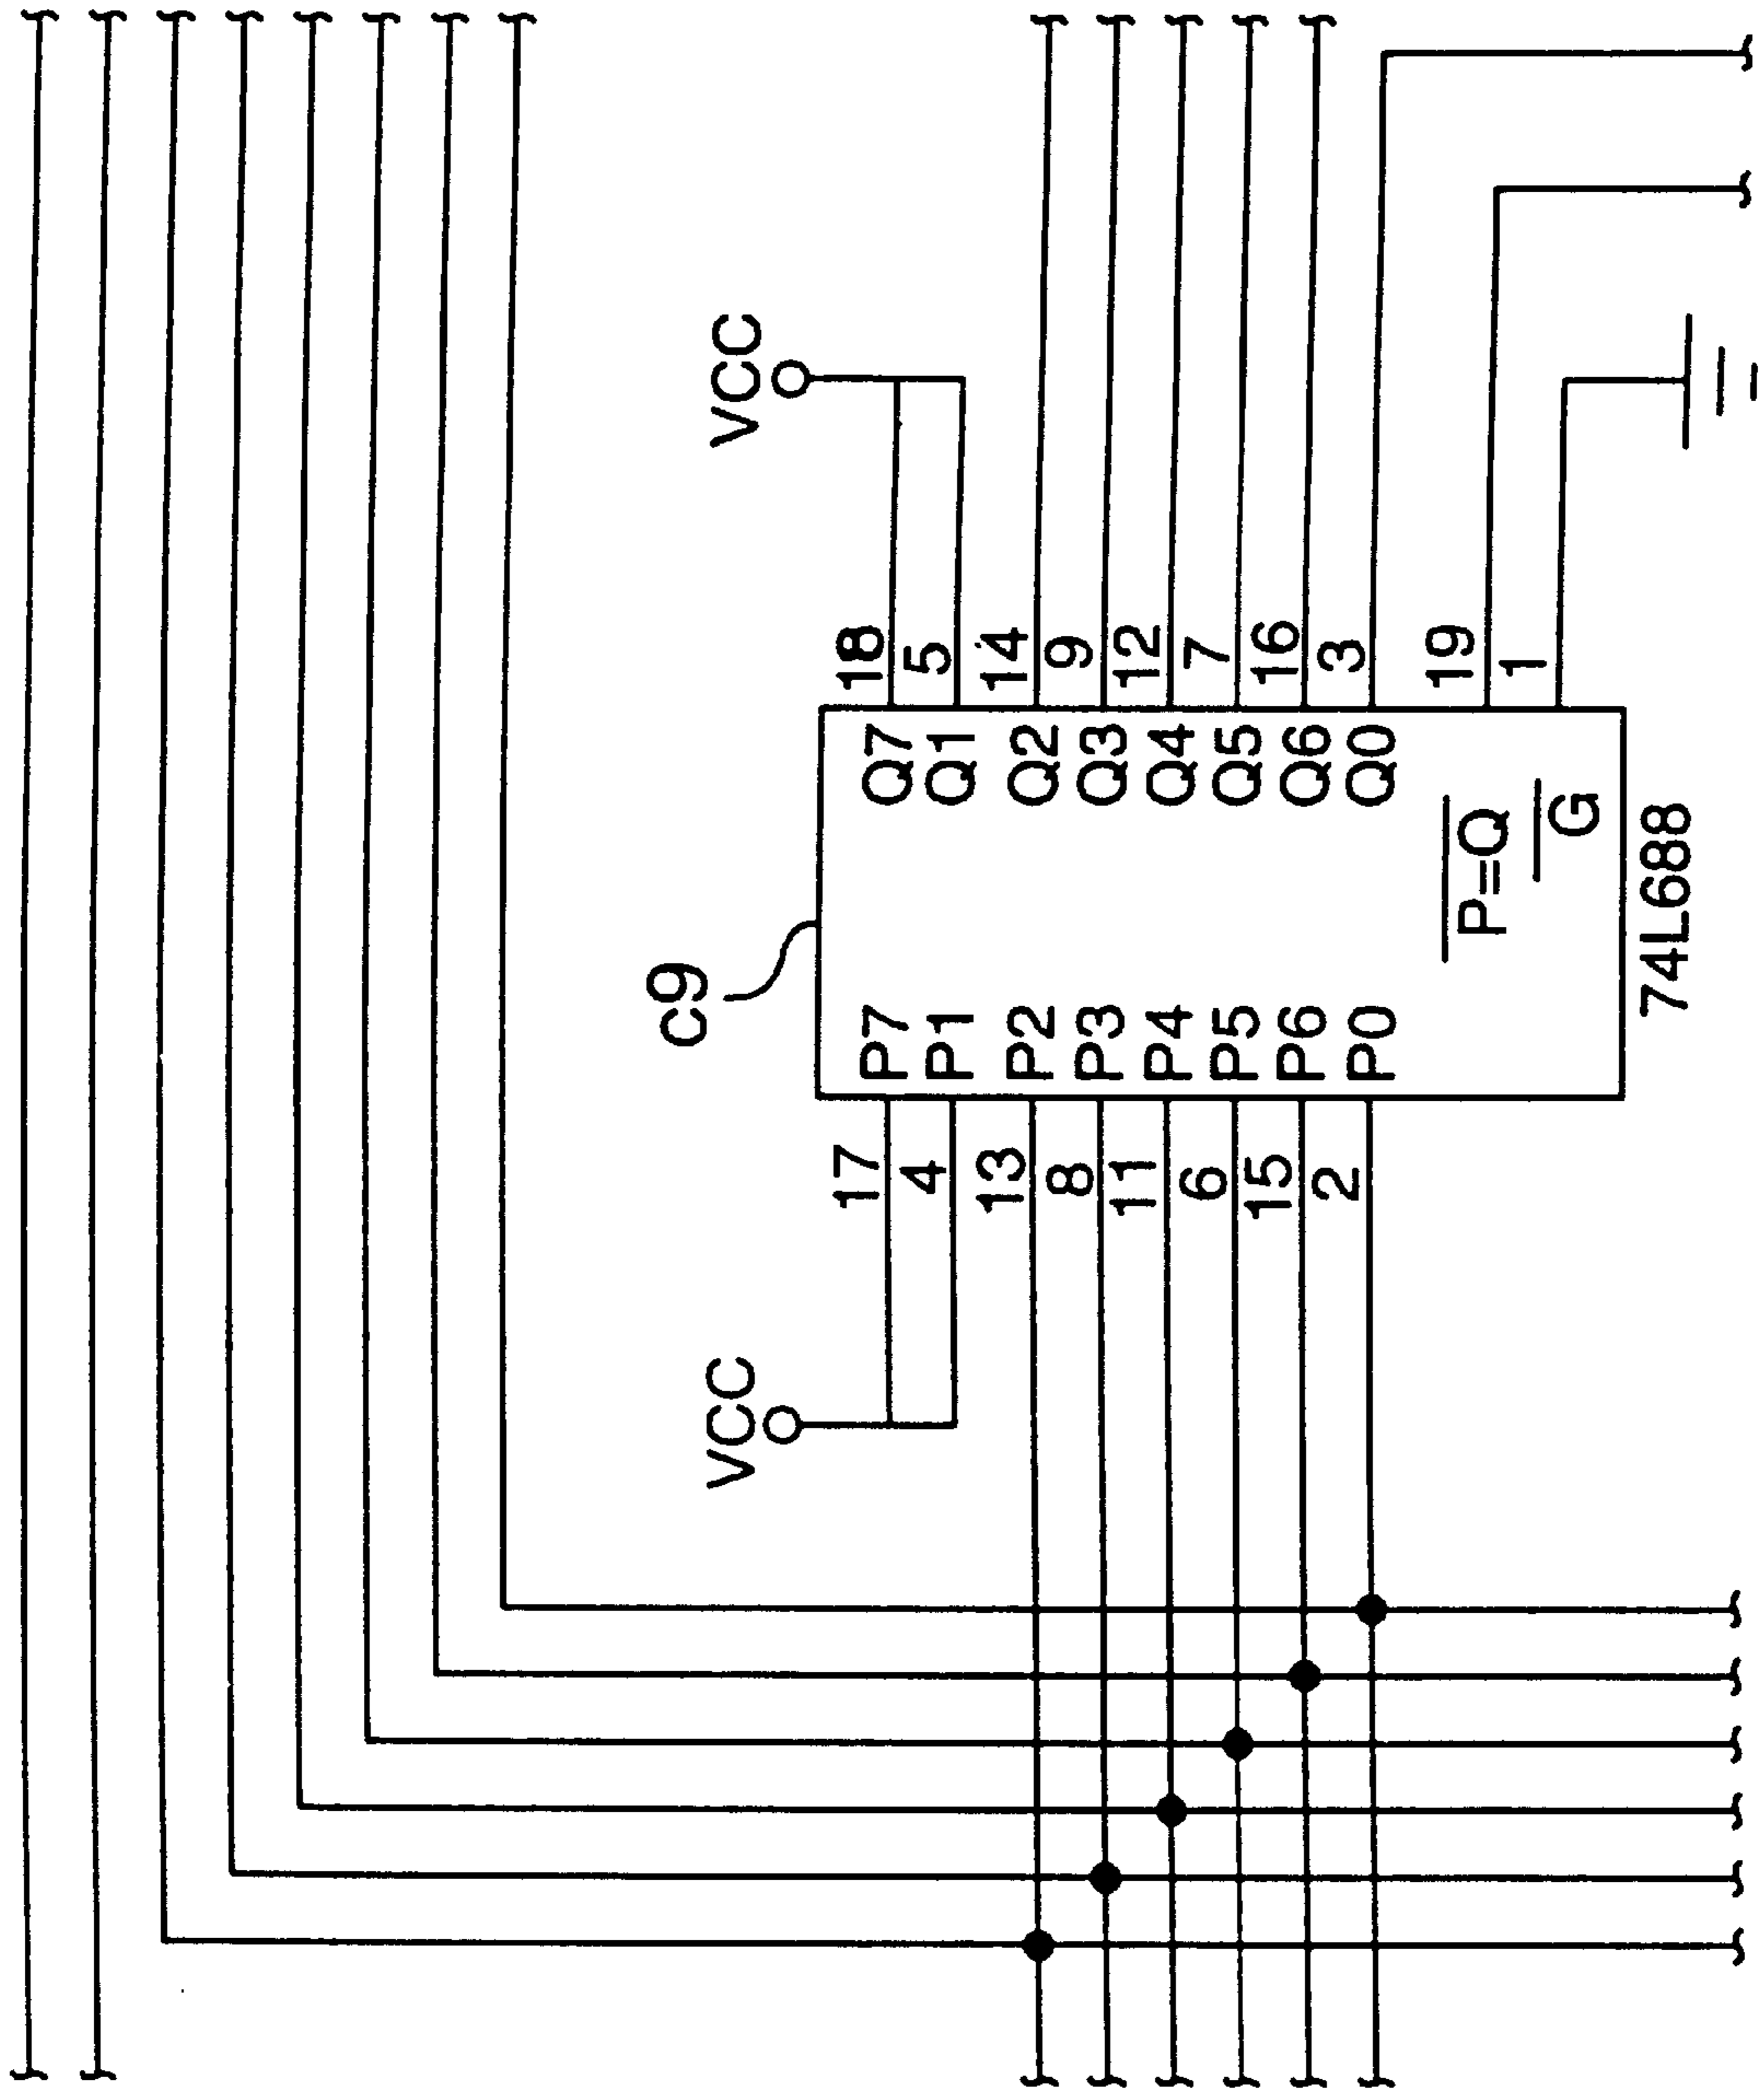 VCC
VCC
c9
17 P7 Q7 18
4 P1 Q1 5
13 P2 Q2 14
8 P3 Q3 9
11 P4 Q4 12
6 P5 Q5 7
15 P6 Q6 16
2 P0 Q0 3
P=Q 19
G 1
74L688